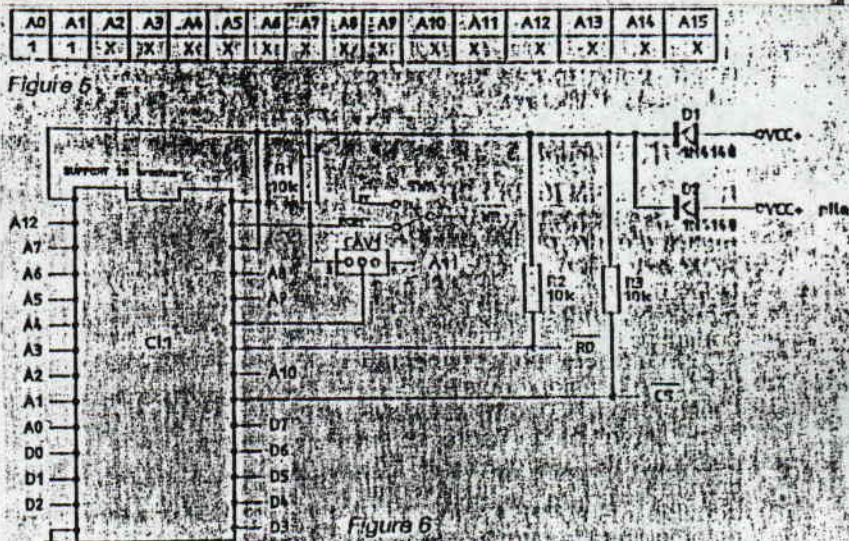 A0 A1 A2 A3 A4 A5 A6 A7 A8 A9 A10 A11 A12 A13 A14 A15
1 1 X X X X X X X X X X X X X X
Figure 5
D1
VCC+
1N4148
SUPPORT
R1
10k
VCC+ pile
A12
CAV1
A11
A7
A6
A8
R2
10k
R3
10k
A5
A9
A4
CI1
A3
RD
A2
A10
A1
CS
A0
D7
D0
D6
D1
D5
D2
D4
D3
Figure 6